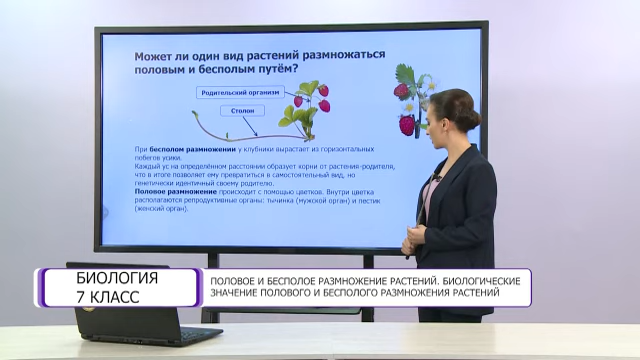 Может ли один вид растений размножаться
половым и бесполым путём?
Родительский организм
Столон
При бесполом размножении у клубники вырастает из горизонтальных
побегов усики.
Каждый ус на определённом расстоянии образует корни от растения-родителя,
что в итоге позволяет ему превратиться в самостоятельный вид, но
генетически идентичный своему родителю.
Половое размножение происходит с помощью цветков. Внутри цветка
располагаются репродуктивные органы: тычинка (мужской орган) и пестик
(женский орган).
БИОЛОГИЯ
7 КЛАСС
ПОЛОВОЕ И БЕСПОЛОЕ РАЗМНОЖЕНИЕ РАСТЕНИЙ. БИОЛОГИЧЕСКИЕ
ЗНАЧЕНИЕ ПОЛОВОГО И БЕСПОЛОГО РАЗМНОЖЕНИЯ РАСТЕНИЙ